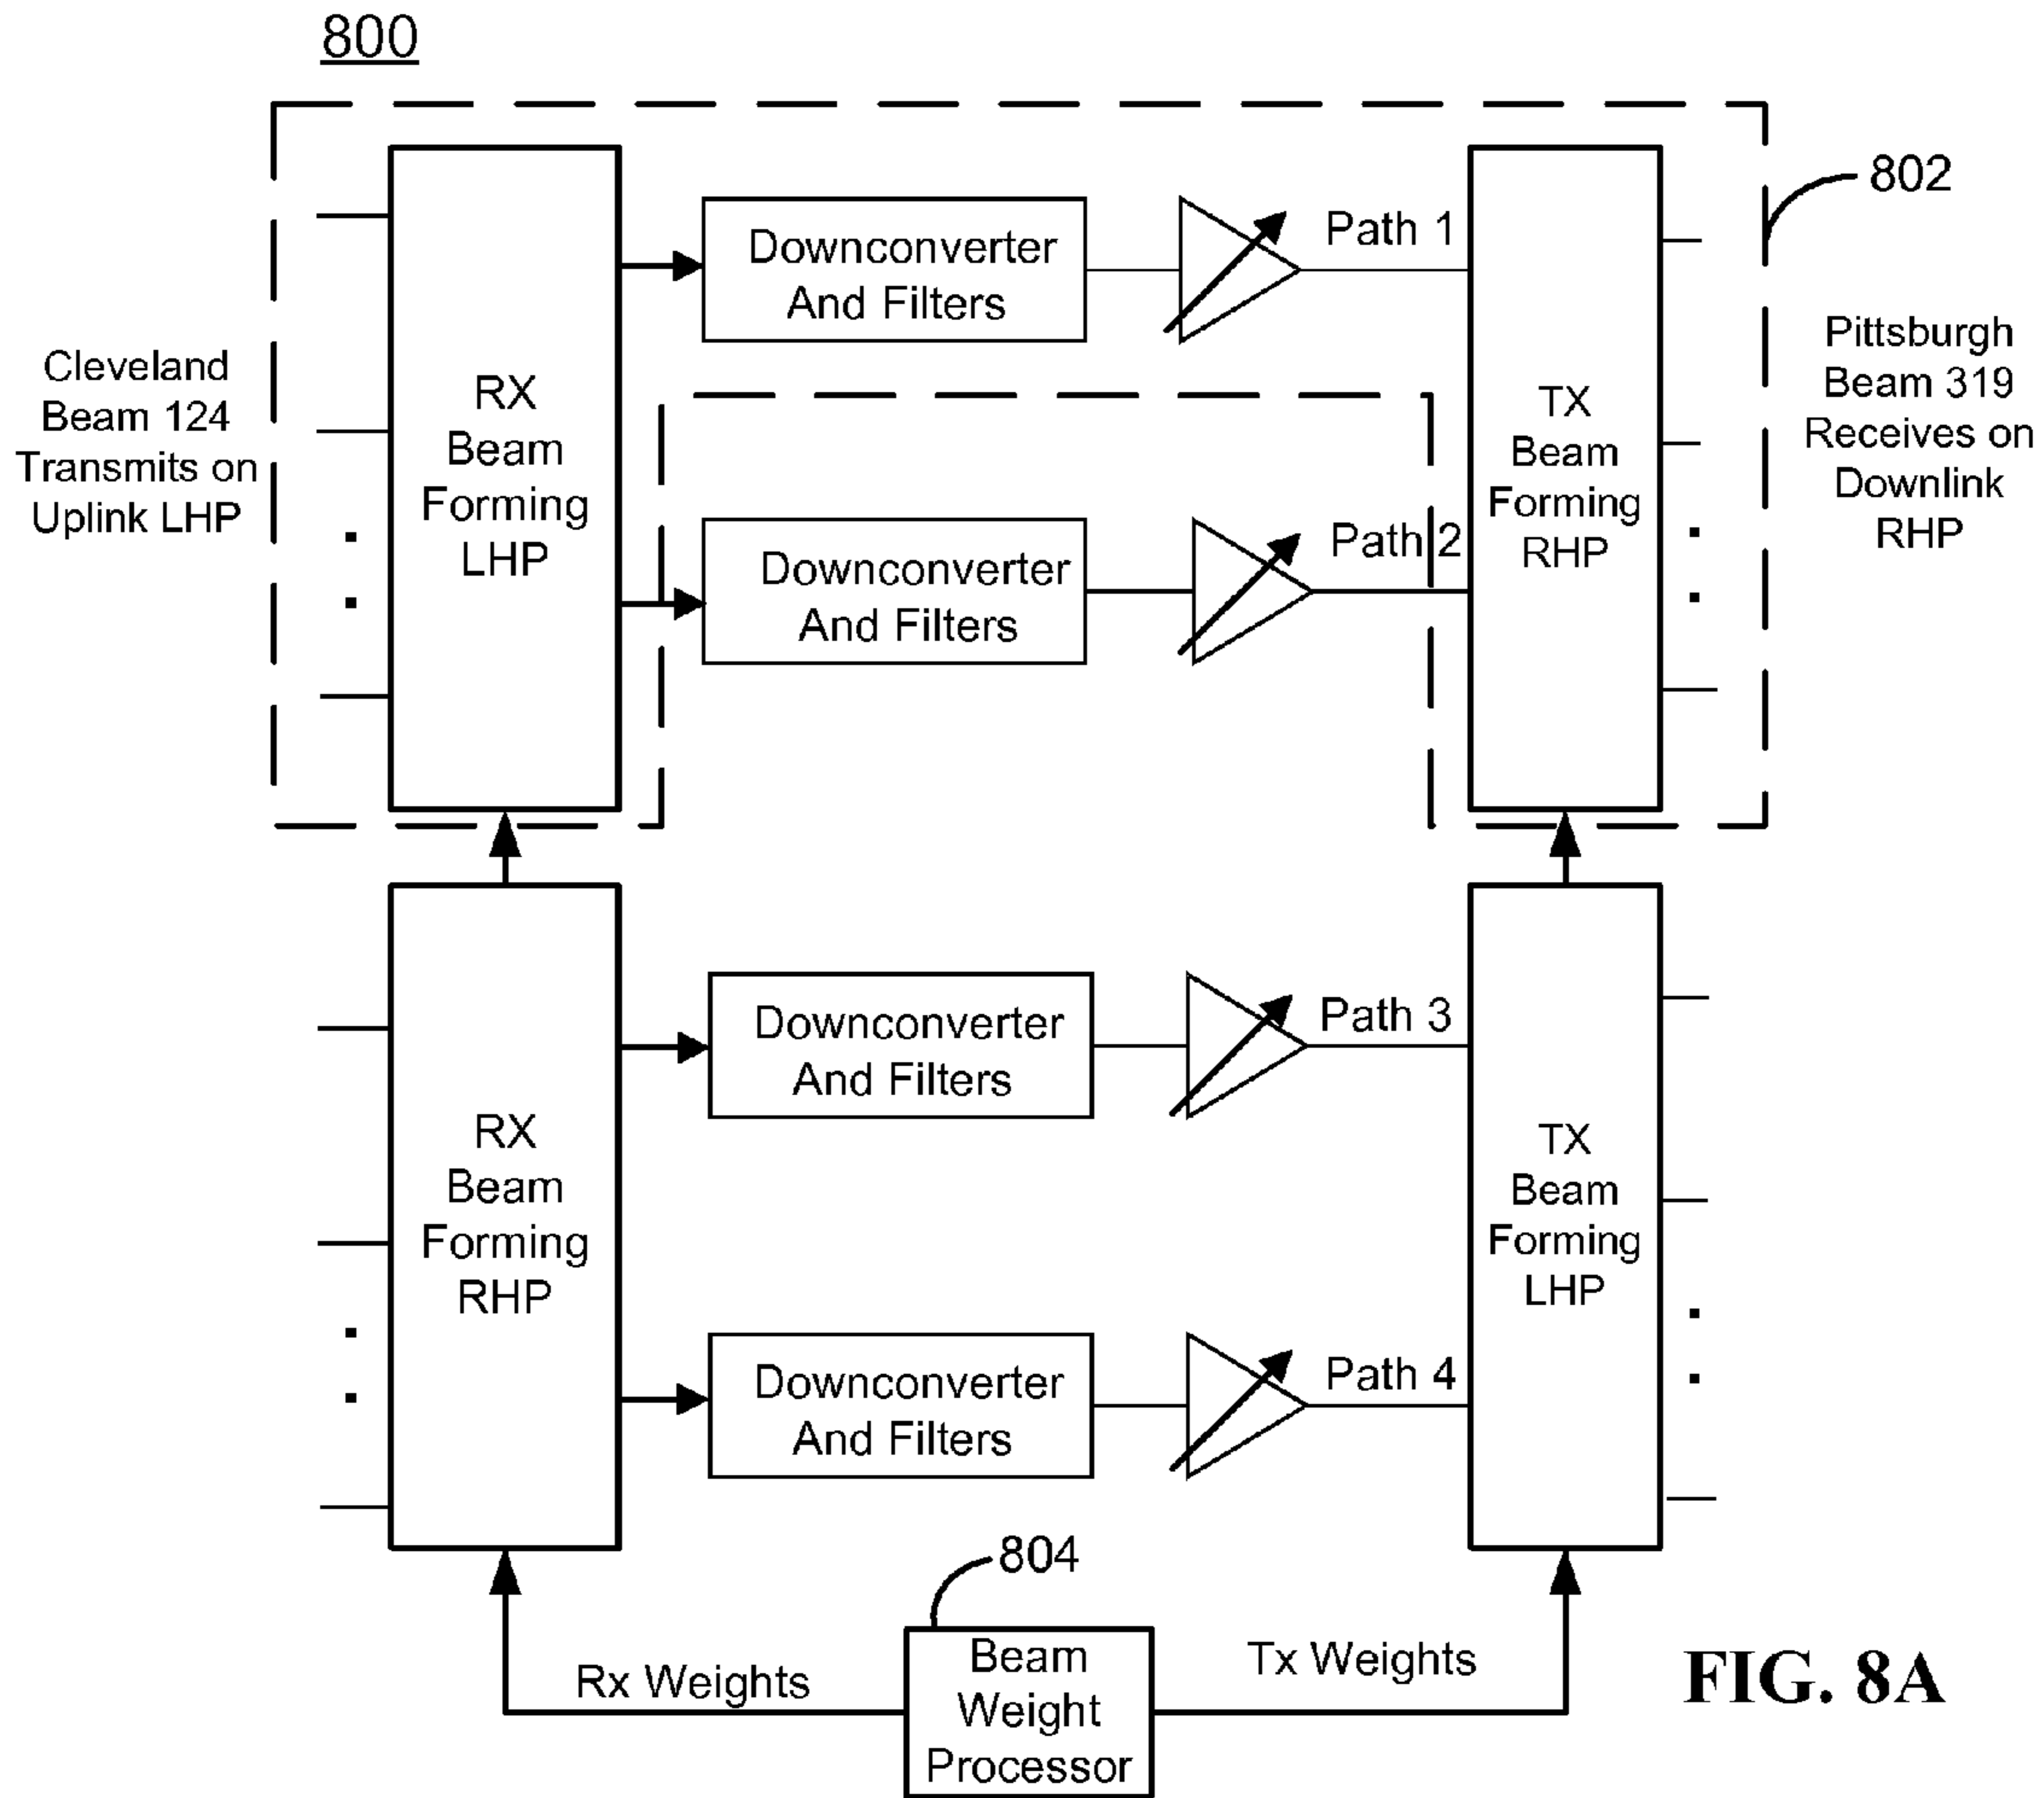 800
802
Cleveland
Beam 124
Transmits on
Uplink LHP
RX
Beam
Forming
LHP
Downconverter
And Filters
Path 1
Downconverter
And Filters
Path 2
TX
Beam
Forming
RHP
Pittsburgh
Beam 319
Receives on
Downlink
RHP
RX
Beam
Forming
RHP
Downconverter
And Filters
Path 3
Downconverter
And Filters
Path 4
TX
Beam
Forming
LHP
804
Rx Weights
Beam
Weight
Processor
Tx Weights
FIG. 8A